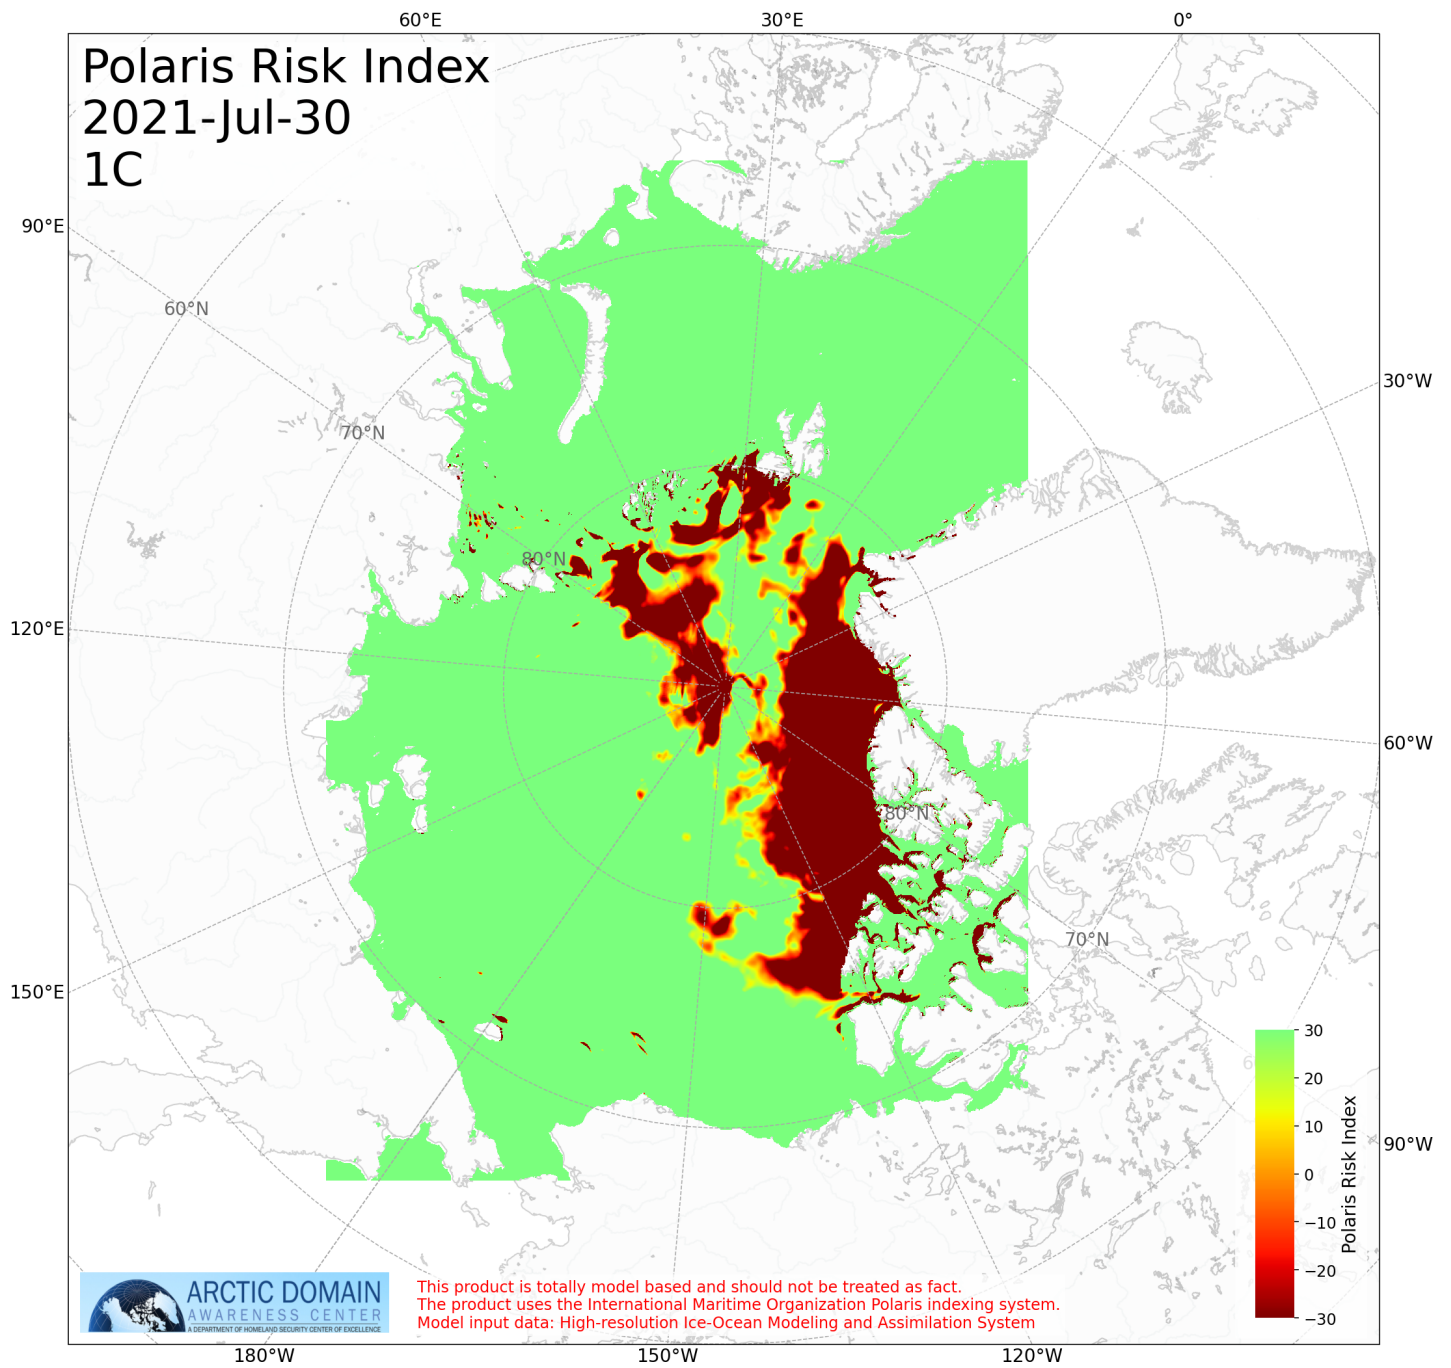 60°E 30°E 0°
Polaris Risk Index
2021-Jul-30
1C
90°E
60°N
30°W
70°N
80°N
120°E
60°W
80°N
70°N
150°E
30
20
10
0
−10
−20
−30
Polaris Risk Index
90°W
ARCTIC DOMAIN
AWARENESS CENTER
A DEPARTMENT OF HOMELAND SECURITY CENTER OF EXCELLENCE
This product is totally model based and should not be treated as fact.
The product uses the International Maritime Organization Polaris indexing system.
Model input data: High-resolution Ice-Ocean Modeling and Assimilation System
180°W 150°W 120°W